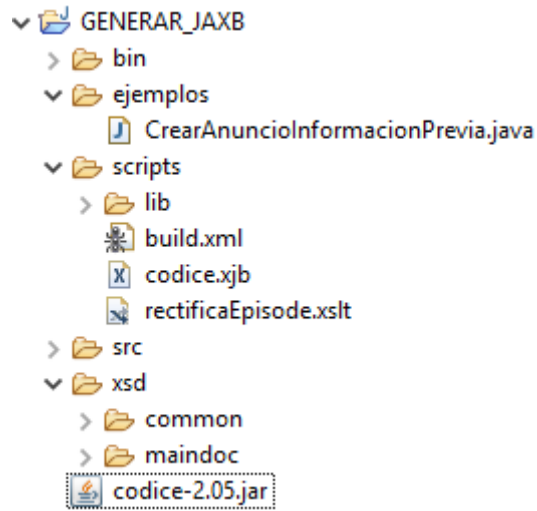 GENERAR_JAXB
bin
ejemplos
CrearAnuncioInformacionPrevia.java
scripts
lib
build.xml
codice.xjb
rectificaEpisode.xslt
src
xsd
common
maindoc
codice-2.05.jar